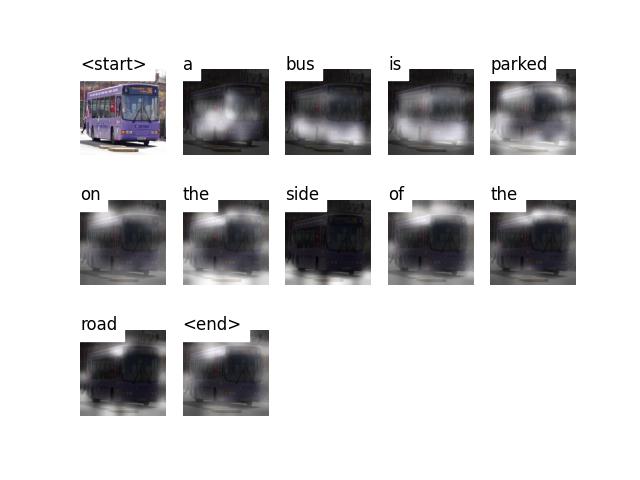 <start> a bus is parked
on the side of the
road <end>